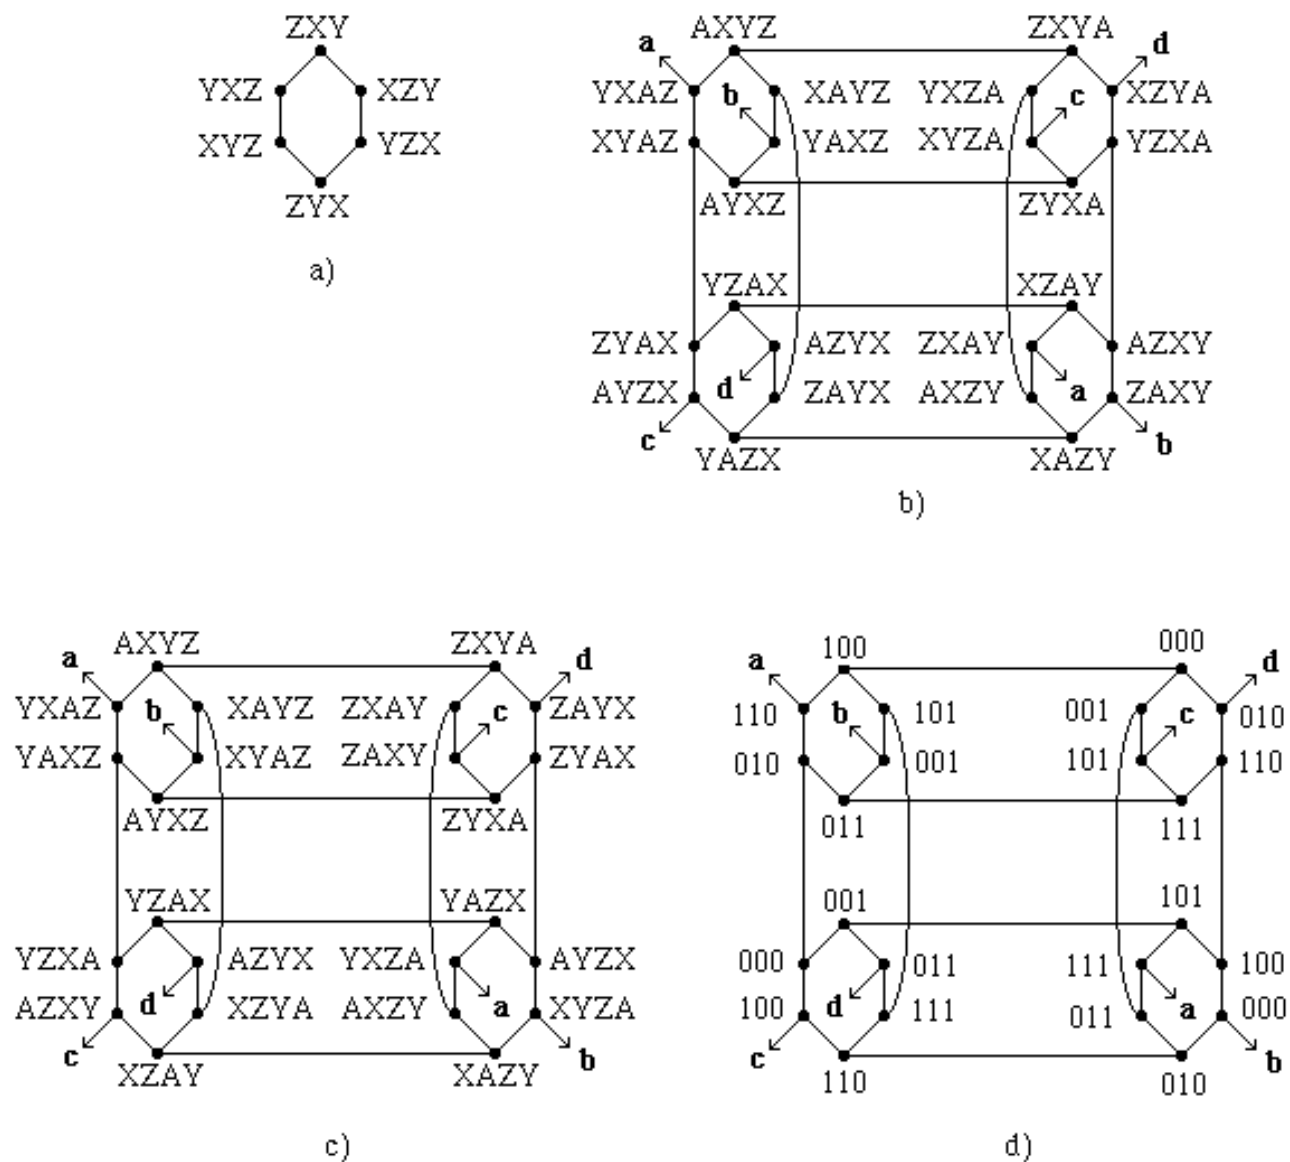 ZXY
YXZ XZY
XYZ YZX
ZYX
a)
AXYZ ZXYA
a d
YXAZ b XAYZ YXZA c XZYA
XYAZ YAXZ XYZA YZXA
AYXZ ZYXA
YZAX XZAY
ZYAX AZYX ZXAY AZXY
AYZX d ZAYX AXZY a ZAXY
c b
YAZX XAZY
b)
AXYZ ZXYA
a d
YXAZ b XAYZ ZXAY c ZAYX
YAXZ XYAZ ZAXY ZYAX
AYXZ ZYXA
YZAX YAZX
YZXA AZYX YXZA AYZX
AZXY d XZYA AXZY a XYZA
c b
XZAY XAZY
c)
100 000
a d
110 b 101 001 c 010
010 001 101 110
011 111
001 101
000 011 111 100
100 d 111 011 a 000
c b
110 010
d)